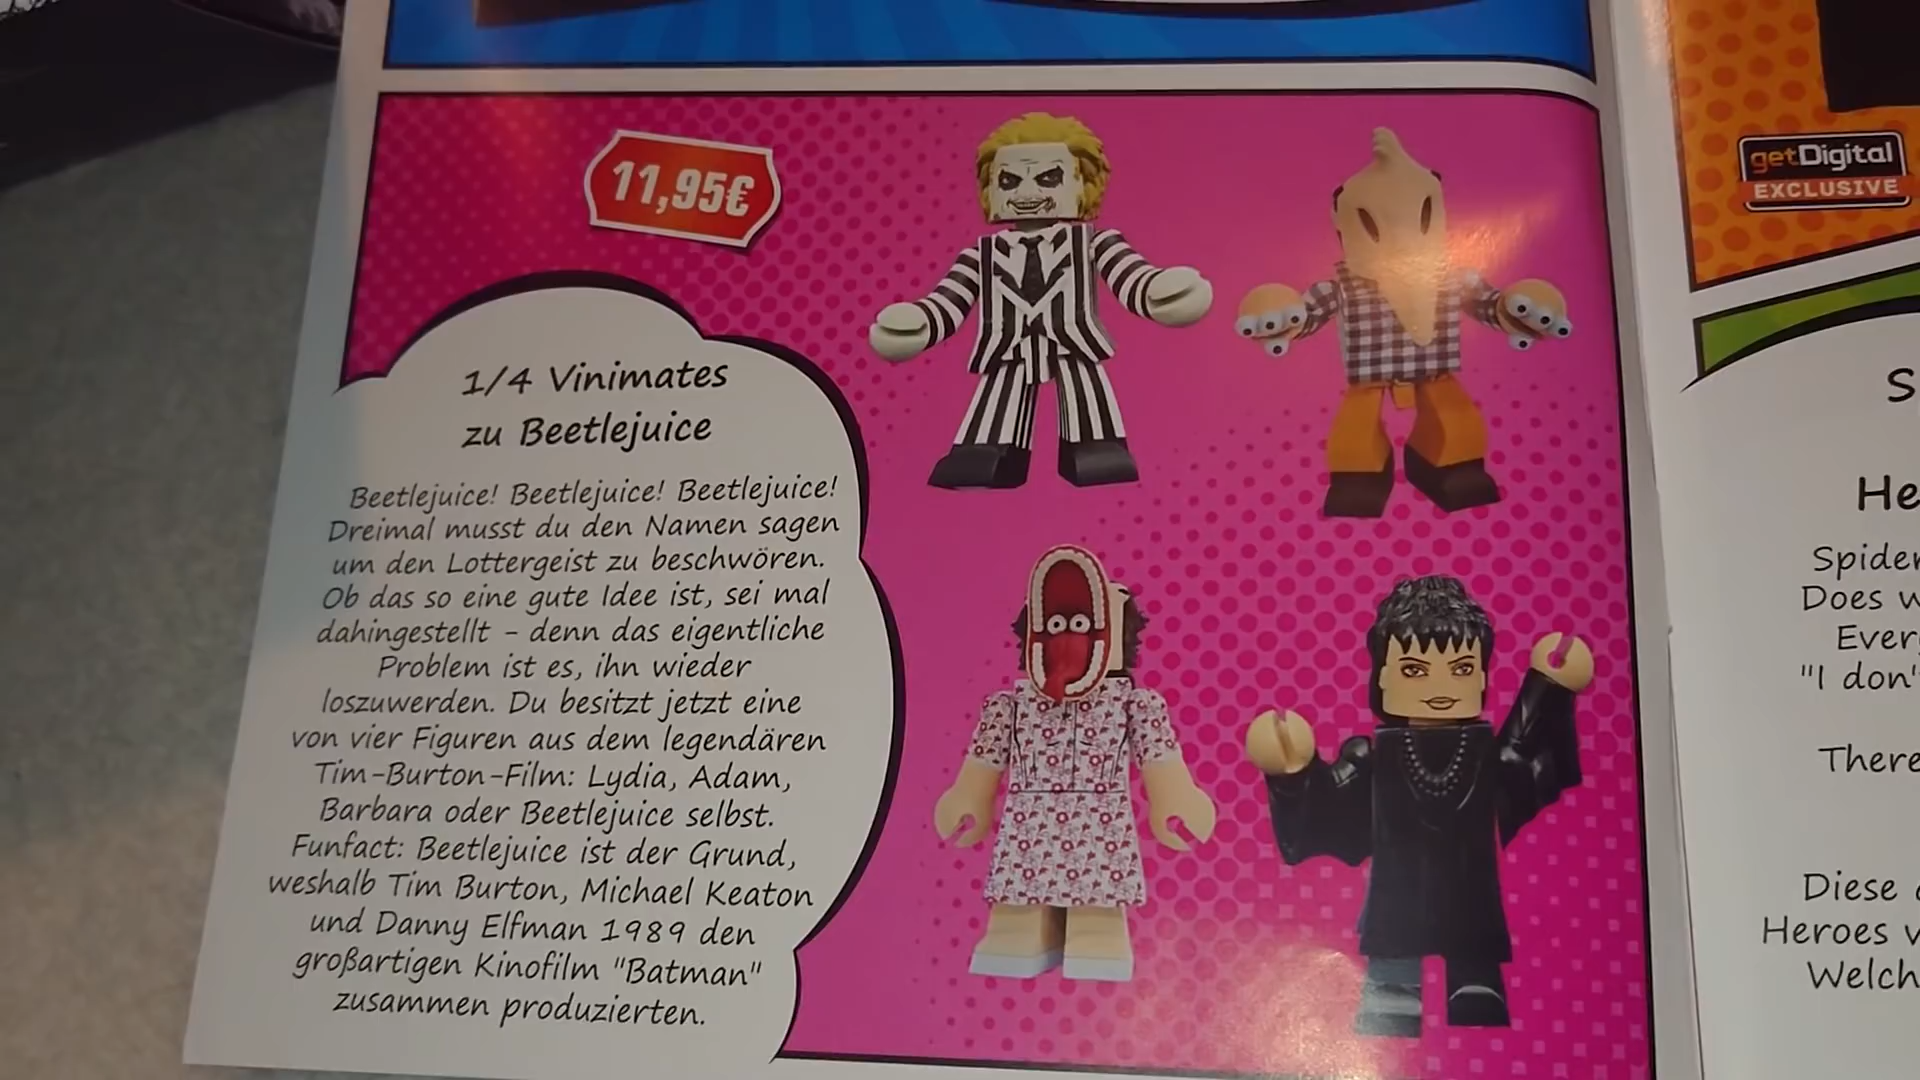 11,95€
1/4 Vinimates
zu Beetlejuice
Beetlejuice! Beetlejuice! Beetlejuice!
Dreimal musst du den Namen sagen
um den Lottergeist zu beschwören.
Ob das so eine gute Idee ist, sei mal
dahingestellt - denn das eigentliche
Problem ist es, ihn wieder
loszuwerden. Du besitzt jetzt eine
von vier Figuren aus dem legendären
Tim-Burton-Film: Lydia, Adam,
Barbara oder Beetlejuice selbst.
Funfact: Beetlejuice ist der Grund,
weshalb Tim Burton, Michael Keaton
und Danny Elfman 1989 den
großartigen Kinofilm "Batman"
zusammen produzierten.
getDigital
EXCLUSIVE
S
He
Spider
Does w
Ever
"I don'
There
Diese
Heroes
Welch